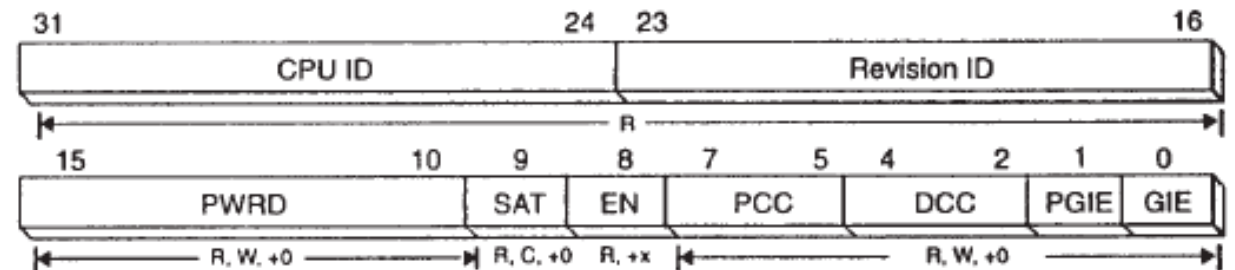 31 24 23 16
CPU ID Revision ID
R
15 10 9 8 7 5 4 2 1 0
PWRD SAT EN PCC DCC PGIE GIE
R, W, +0 R, C, +0 R, +x R, W, +0